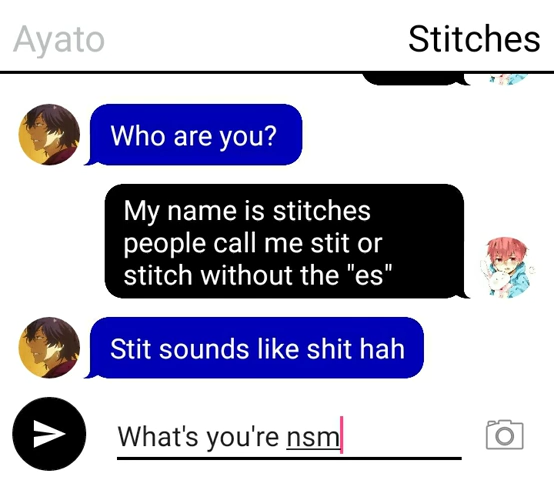 Ayato Stitches
Who are you?
My name is stitches
people call me stit or
stitch without the "es"
Stit sounds like shit hah
What's you're nsm